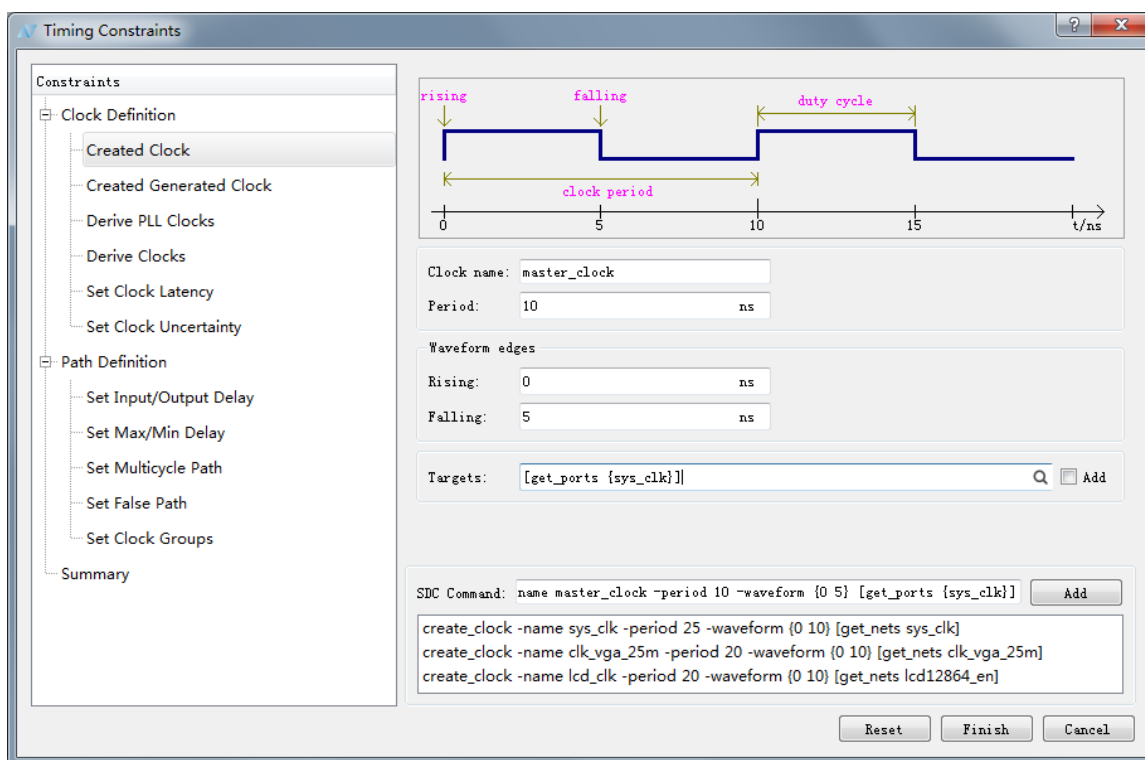 Timing Constraints
?
Constraints
Clock Definition
Created Clock
Created Generated Clock
Derive PLL Clocks
Derive Clocks
Set Clock Latency
Set Clock Uncertainty
Path Definition
Set Input/Output Delay
Set Max/Min Delay
Set Multicycle Path
Set False Path
Set Clock Groups
Summary
rising falling duty cycle
clock period
0 5 10 15 t/ns
Clock name: master_clock
Period: 10 ns
Waveform edges
Rising: 0 ns
Falling: 5 ns
Targets: [get_ports {sys_clk}] Add
SDC Command: name master_clock -period 10 -waveform {0 5} [get_ports {sys_clk}] Add
create_clock -name sys_clk -period 25 -waveform {0 10} [get_nets sys_clk]
create_clock -name clk_vga_25m -period 20 -waveform {0 10} [get_nets clk_vga_25m]
create_clock -name lcd_clk -period 20 -waveform {0 10} [get_nets lcd12864_en]
Reset Finish Cancel